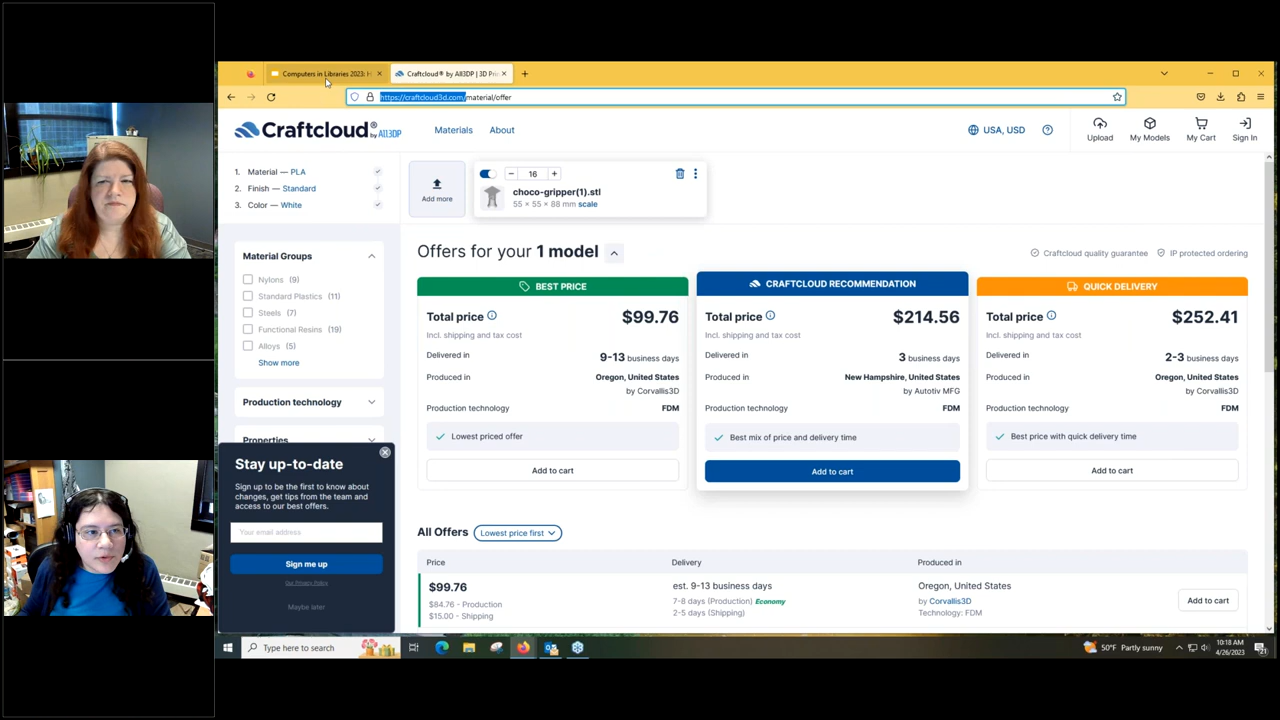 Computers in Libraries 2023: H
Craftcloud® by All3DP | 3D Prin
https://craftcloud3d.com/material/offer
Craftcloud® by All3DP
Materials
About
USA, USD
Upload
My Models
My Cart
Sign In
1. Material — PLA
2. Finish — Standard
3. Color — White
Add more
16
choco-gripper(1).stl
55 × 55 × 88 mm scale
Offers for your 1 model
Craftcloud quality guarantee
IP protected ordering
Material Groups
Nylons (9)
Standard Plastics (11)
Steels (7)
Functional Resins (19)
Alloys (5)
Show more
Production technology
Properties
BEST PRICE
Total price $99.76
Incl. shipping and tax cost
Delivered in 9-13 business days
Produced in Oregon, United States
by Corvallis3D
Production technology FDM
Lowest priced offer
Add to cart
CRAFTCLOUD RECOMMENDATION
Total price $214.56
Incl. shipping and tax cost
Delivered in 3 business days
Produced in New Hampshire, United States
by Autotiv MFG
Production technology FDM
Best mix of price and delivery time
Add to cart
QUICK DELIVERY
Total price $252.41
Incl. shipping and tax cost
Delivered in 2-3 business days
Produced in Oregon, United States
by Corvallis3D
Production technology FDM
Best price with quick delivery time
Add to cart
Stay up-to-date
Sign up to be the first to know about
changes, get tips from the team and
access to our best offers.
Your email address
Sign me up
Our Privacy Policy
Maybe later
All Offers Lowest price first
Price Delivery Produced in
$99.76 est. 9-13 business days Oregon, United States
$84.76 - Production 7-8 days (Production) Economy by Corvallis3D
$15.00 - Shipping 2-5 days (Shipping) Technology: FDM
Add to cart
Type here to search
50°F Partly sunny
10:18 AM
4/26/2023
21